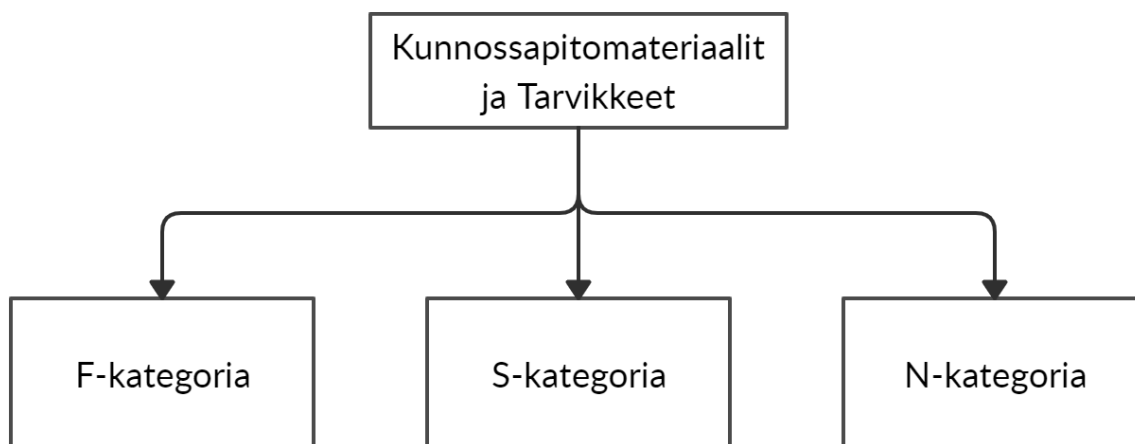 Kunnossapitomateriaalit
ja Tarvikkeet
F-kategoria
S-kategoria
N-kategoria